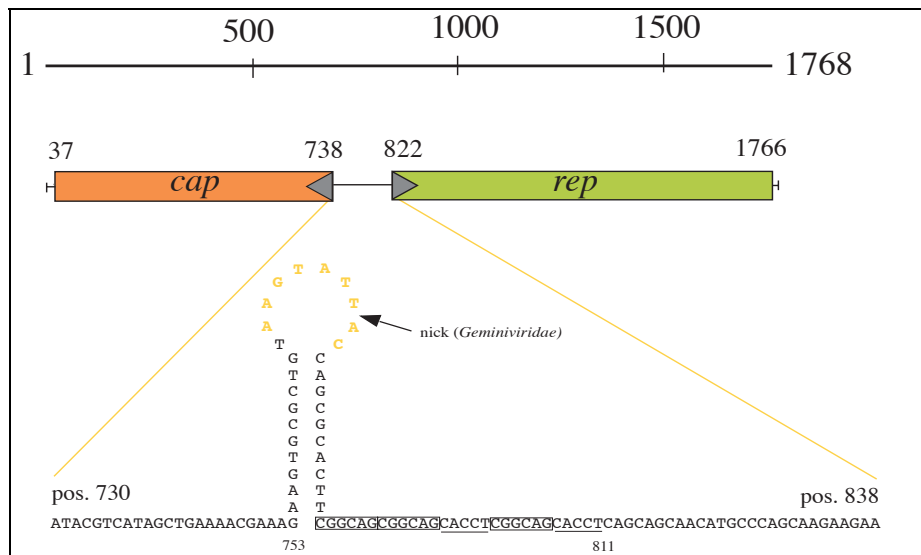 500 1000 1500
1 1768
37 738 822 1766
cap rep
T A
G T
A T
nick (Geminiviridae)
A A
T C
G C
T A
C G
G C
C G
G C
T A
G C
A T
A T
pos. 730 pos. 838
ATACGTCATAGCTGAAAACGAAAG CGGCAGCGGCAGCACCTCGGCAGCACCTCAGCAGCAACATGCCCAGCAAGAAGAA
753 811